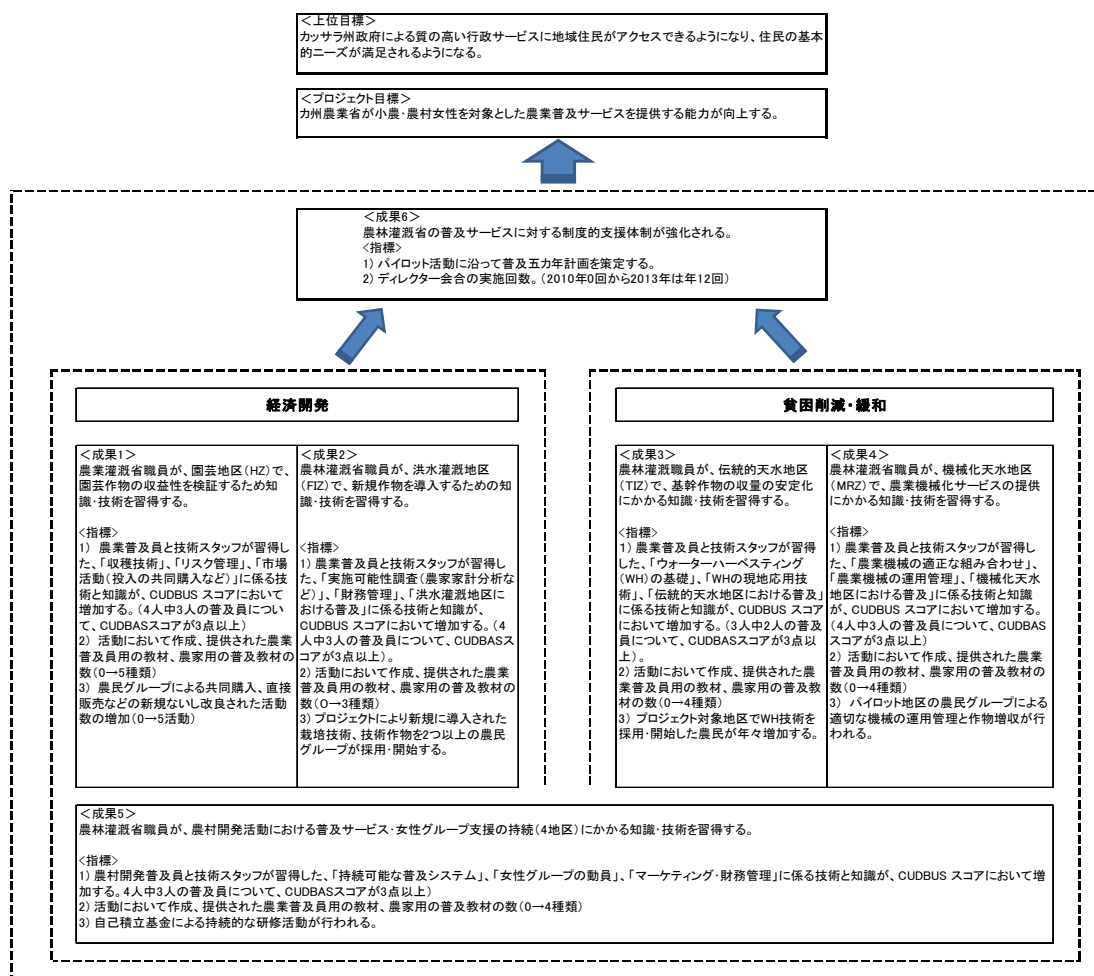 ＜上位目標＞
カッサラ州政府による質の高い行政サービスに地域住民がアクセスできるようになり、住民の基本
的ニーズが満足されるようになる。
＜プロジェクト目標＞
カ州農業省が小農・農村女性を対象とした農業普及サービスを提供する能力が向上する。
＜成果6＞
農林灌漑省の普及サービスに対する制度的支援体制が強化される。
<指標>
1) パイロット活動に沿って普及五カ年計画を策定する。
2) ディレクター会合の実施回数。(2010年0回から2013年は年12回)
経済開発
＜成果1＞
農業灌漑省職員が、園芸地区(HZ)で、
園芸作物の収益性を検証するため知
識・技術を習得する。
<指標>
1) 農業普及員と技術スタッフが習得し
た、「収穫技術」、「リスク管理」、「市場
活動(投入の共同購入など)」に係る技
術と知識が、CUDBUS スコアにおいて
増加する。(4人中3人の普及員につい
て、CUDBASスコアが3点以上)
2) 活動において作成、提供された農業
普及員用の教材、農家用の普及教材の
数(0→5種類)
3) 農民グループによる共同購入、直接
販売などの新規ないし改良された活動
数の増加(0→5活動)
＜成果2＞
農林灌漑省職員が、洪水灌漑地区
(FIZ)で、新規作物を導入するための知
識・技術を習得する。
<指標>
1) 農業普及員と技術スタッフが習得し
た、「実施可能性調査(農家家計分析な
ど)」、「財務管理」、「洪水灌漑地区に
おける普及」に係る技術と知識が、
CUDBUS スコアにおいて増加する。(4
人中3人の普及員について、CUDBASス
コアが3点以上)。
2) 活動において作成、提供された農業
普及員用の教材、農家用の普及教材の
数(0→3種類)
3) プロジェクトにより新規に導入された
栽培技術、技術作物を2つ以上の農民
グループが採用・開始する。
貧困削減・緩和
＜成果3＞
農林灌漑職員が、伝統的天水地区
(TIZ)で、基幹作物の収量の安定化
にかかる知識・技術を習得する。
<指標>
1) 農業普及員と技術スタッフが習得
した、「ウォーターハーベスティング
(WH)の基礎」、「WHの現地応用技
術」、「伝統的天水地区における普及」
に係る技術と知識が、CUDBUS スコア
において増加する。(3人中2人の普及
員について、CUDBASスコアが3点以
上)。
2) 活動において作成、提供された農
業普及員用の教材、農家用の普及教
材の数(0→4種類)
3) プロジェクト対象地区でWH技術を
採用・開始した農民が年々増加する。
＜成果4＞
農林灌漑省職員が、機械化天水地区
(MRZ)で、農業機械化サービスの提供
にかかる知識・技術を習得する。
<指標>
1) 農業普及員と技術スタッフが習得し
た、「農業機械の適正な組み合わせ」、
「農業機械の運用管理」、「機械化天水
地区における普及」に係る技術と知識
が、CUDBUS スコアにおいて増加する。
(4人中3人の普及員について、CUDBAS
スコアが3点以上)
2) 活動において作成、提供された農業
普及員用の教材、農家用の普及教材の
数(0→4種類)
3) パイロット地区の農民グループによる
適切な機械の運用管理と作物増収が行
われる。
＜成果5＞
農林灌漑省職員が、農村開発活動における普及サービス・女性グループ支援の持続(4地区)にかかる知識・技術を習得する。
<指標>
1) 農村開発普及員と技術スタッフが習得した、「持続可能な普及システム」、「女性グループの動員」、「マーケティング・財務管理」に係る技術と知識が、CUDBUS スコアにおいて増
加する。4人中3人の普及員について、CUDBASスコアが3点以上)
2) 活動において作成、提供された農業普及員用の教材、農家用の普及教材の数(0→4種類)
3) 自己積立基金による持続的な研修活動が行われる。